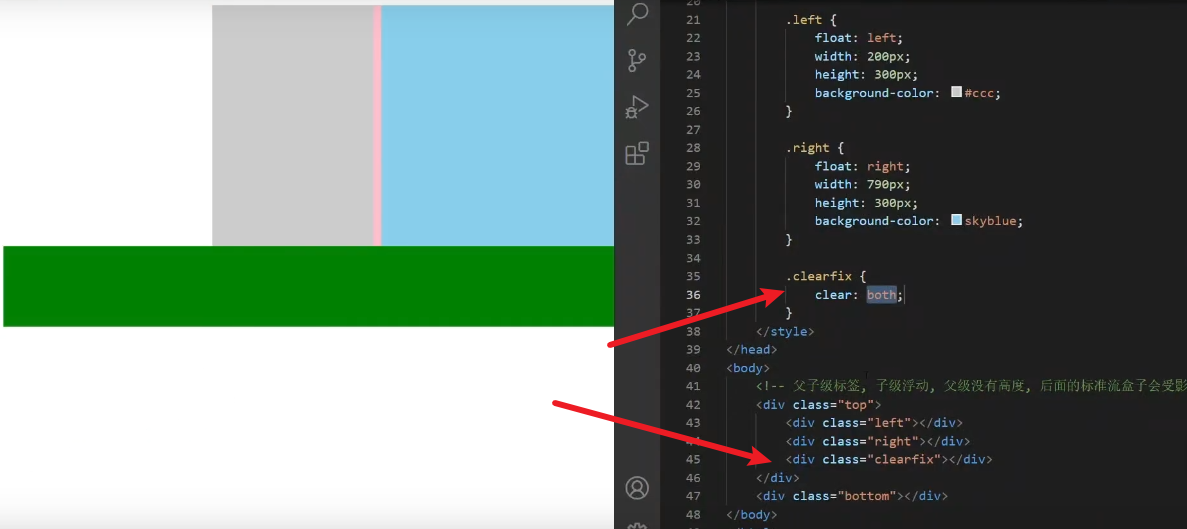 20
21 .left {
22 float: left;
23 width: 200px;
24 height: 300px;
25 background-color: #ccc;
26 }
27
28 .right {
29 float: right;
30 width: 790px;
31 height: 300px;
32 background-color: skyblue;
33 }
34
35 .clearfix {
36 clear: both;
37 }
38 </style>
39 </head>
40 <body>
41 <!-- 父子级标签, 子级浮动, 父级没有高度, 后面的标准流盒子会受影
42 <div class="top">
43 <div class="left"></div>
44 <div class="right"></div>
45 <div class="clearfix"></div>
46 </div>
47 <div class="bottom"></div>
48 </body>